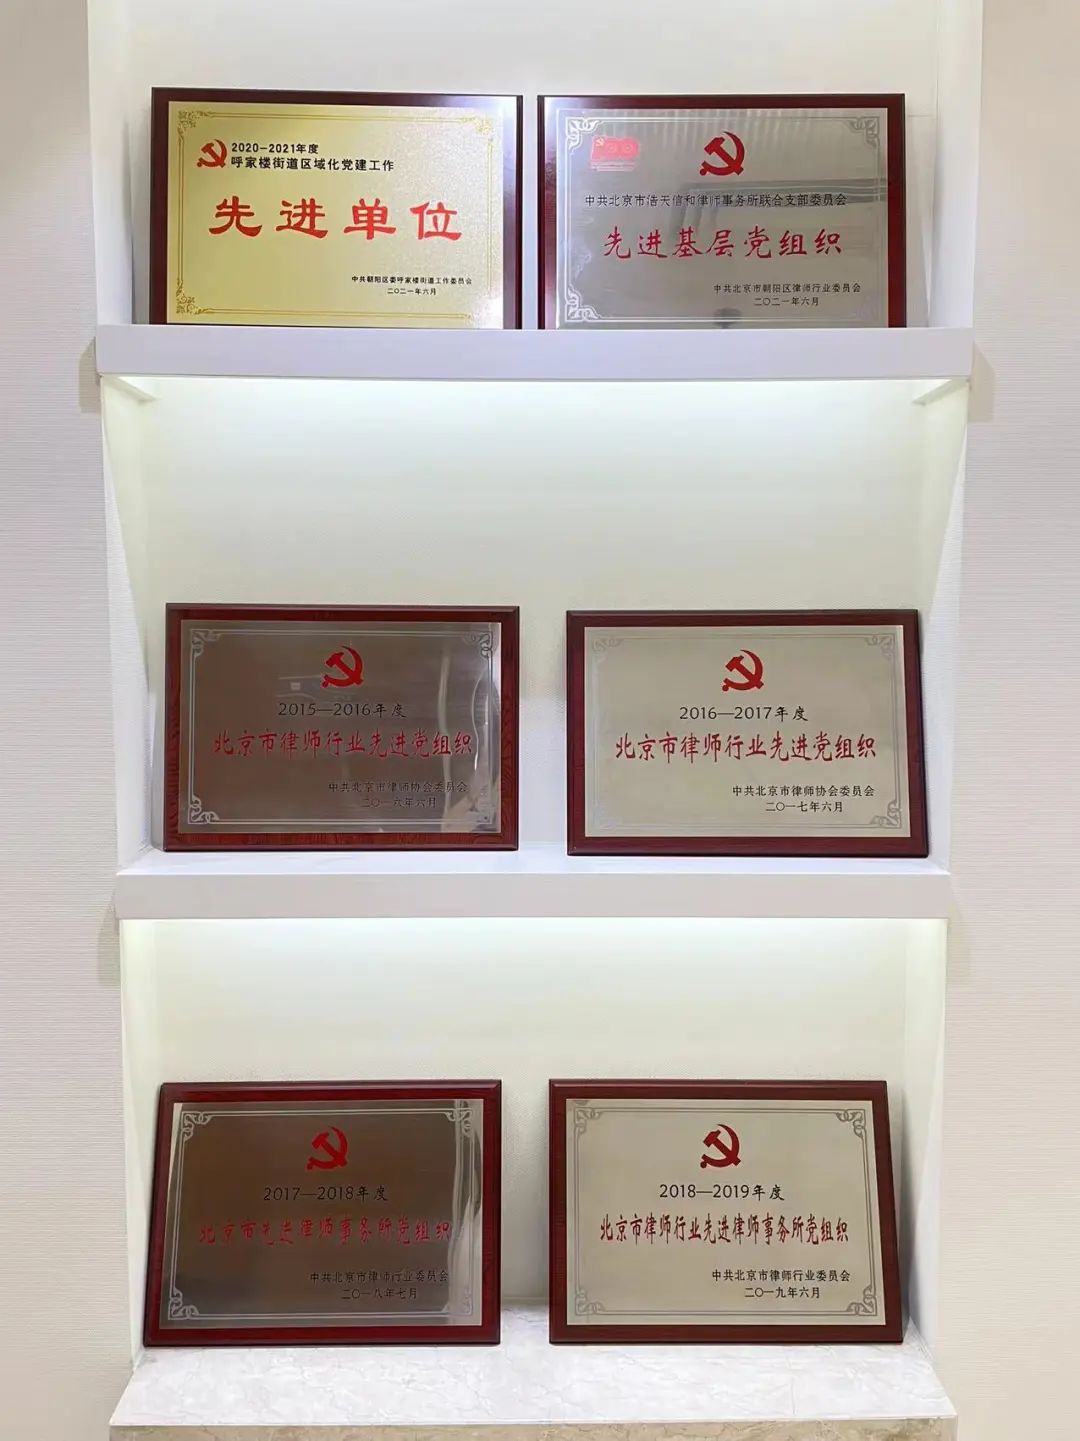 2020-2021年度
呼家楼街道区域化党建工作
先进单位
中共朝阳区委呼家楼街道工作委员会
二〇二一年六月
100
中共北京市浩天信和律师事务所联合支部委员会
先进基层党组织
中共北京市朝阳区律师行业委员会
二〇二一年六月
2015—2016年度
北京市律师行业先进党组织
中共北京市律师协会委员会
二〇一六年六月
2016—2017年度
北京市律师行业先进党组织
中共北京市律师协会委员会
二〇一七年六月
2017—2018年度
北京市先进律师事务所党组织
中共北京市律师行业委员会
二〇一八年七月
2018—2019年度
北京市律师行业先进律师事务所党组织
中共北京市律师行业委员会
二〇一九年六月